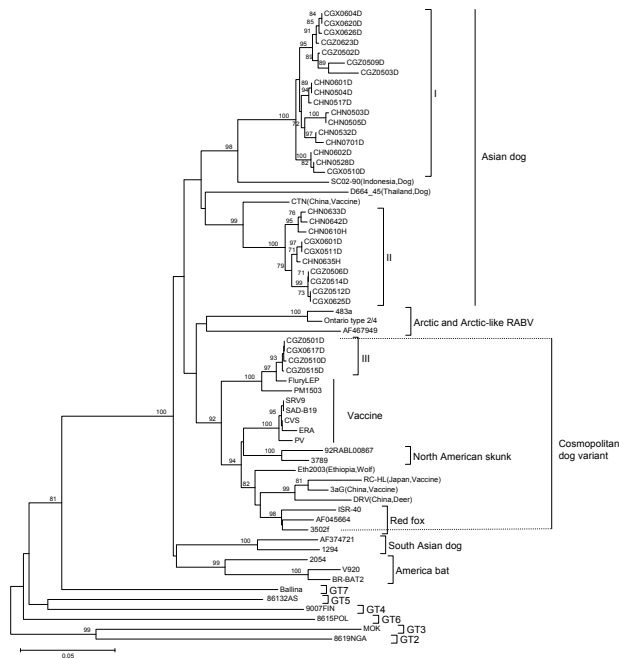 84
CGX0604D
85
CGX0620D
91
CGX0626D
95
CGZ0623D
CGZ0502D
89
89
CGZ0509D
CGZ0503D
89
CHN0601D
94
CHN0504D
CHN0517D
I
100
CHN0503D
100
72
CHN0505D
97
CHN0532D
CHN0701D
98
100
CHN0602D
Asian dog
82
CHN0528D
CGX0510D
SC02-90(Indonesia,Dog)
D664_45(Thailand,Dog)
CTN(China,Vaccine)
99
76
CHN0633D
95
CHN0642D
CHN0610H
100
97
CGX0601D
71
CGX0511D
II
79
CHN0635H
71
CGZ0506D
99
CGZ0514D
73
CGZ0512D
CGX0625D
483a
100
Ontario type 2/4
Arctic and Arctic-like RABV
AF467949
CGZ0501D
CGX0617D
93
CGZ0510D
III
97
CGZ0515D
100
FluryLEP
PM1503
SRV9
SAD-B19
95
CVS
Vaccine
100
ERA
PV
92
100
92RABL00867
North American skunk
3789
94
Cosmopolitan
dog variant
Eth2003(Ethiopia,Wolf)
82
81
RC-HL(Japan,Vaccine)
99
3aG(China,Vaccine)
DRV(China,Deer)
ISR-40
98
AF045664
Red fox
3502f
100
AF374721
100
South Asian dog
1294
2054
99
America bat
100
V920
BR-BAT2
81
Ballina
GT7
86132AS
GT5
9007FIN
GT4
8615POL
GT6
99
MOK
GT3
8619NGA
GT2
0.05